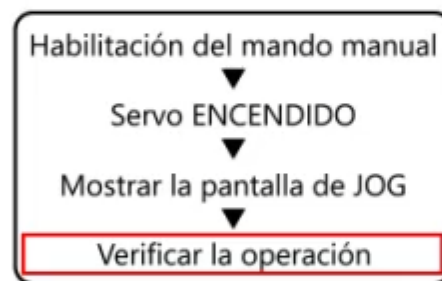 Habilitación del mando manual
▼
Servo ENCENDIDO
▼
Mostrar la pantalla de JOG
▼
Verificar la operación